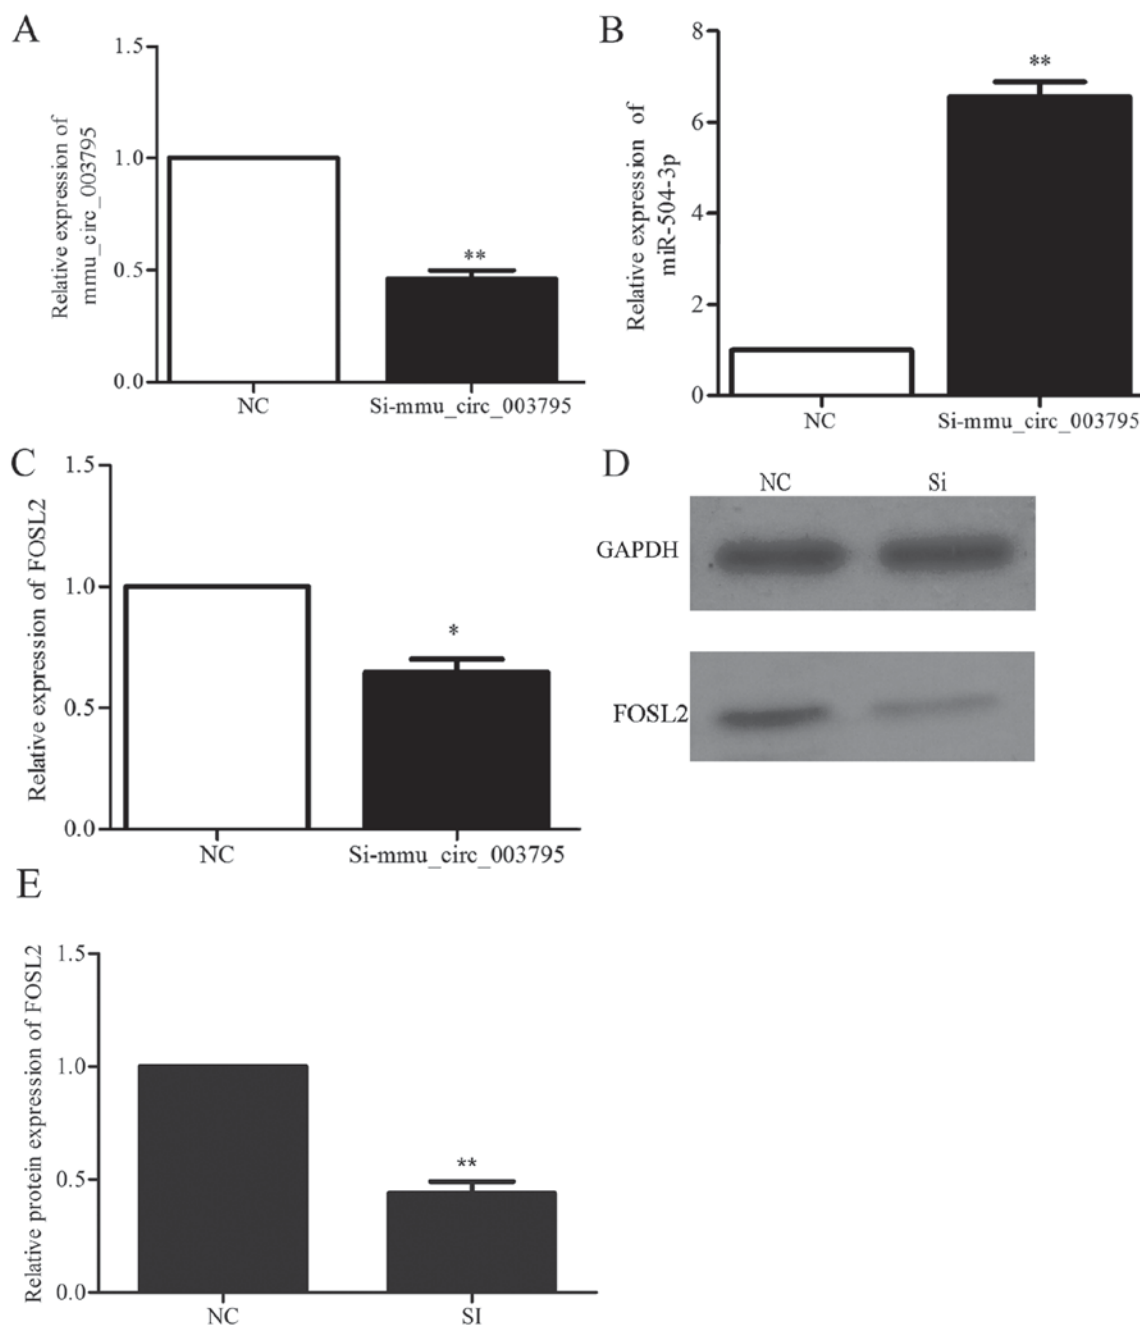 A
1.5
1.0
0.5
0.0
Relative expression of
mmu_circ_003795
**
NC
Si-mmu_circ_003795
B
8
6
4
2
0
Relative expression of
miR-504-3p
**
NC
Si-mmu_circ_003795
C
1.5
1.0
0.5
0.0
Relative expression of FOSL2
*
NC
Si-mmu_circ_003795
D
NC
Si
GAPDH
FOSL2
E
1.5
1.0
0.5
0.0
Relative protein expression of FOSL2
**
NC
SI